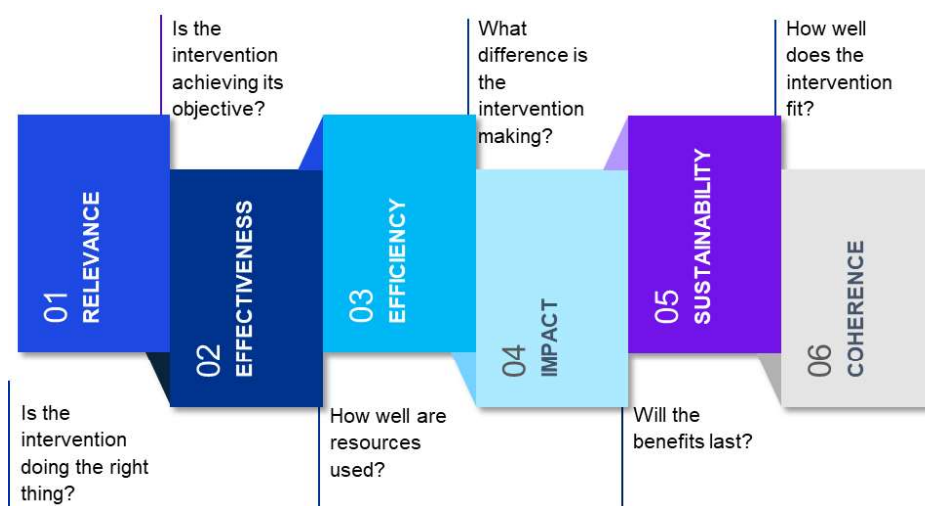 Is the
intervention
achieving its
objective?
What
difference is
the
intervention
making?
How well
does the
intervention
fit?
01
RELEVANCE
02
EFFECTIVENESS
03
EFFICIENCY
04
IMPACT
05
SUSTAINABILITY
06
COHERENCE
Is the
intervention
doing the right
thing?
How well are
resources
used?
Will the
benefits last?